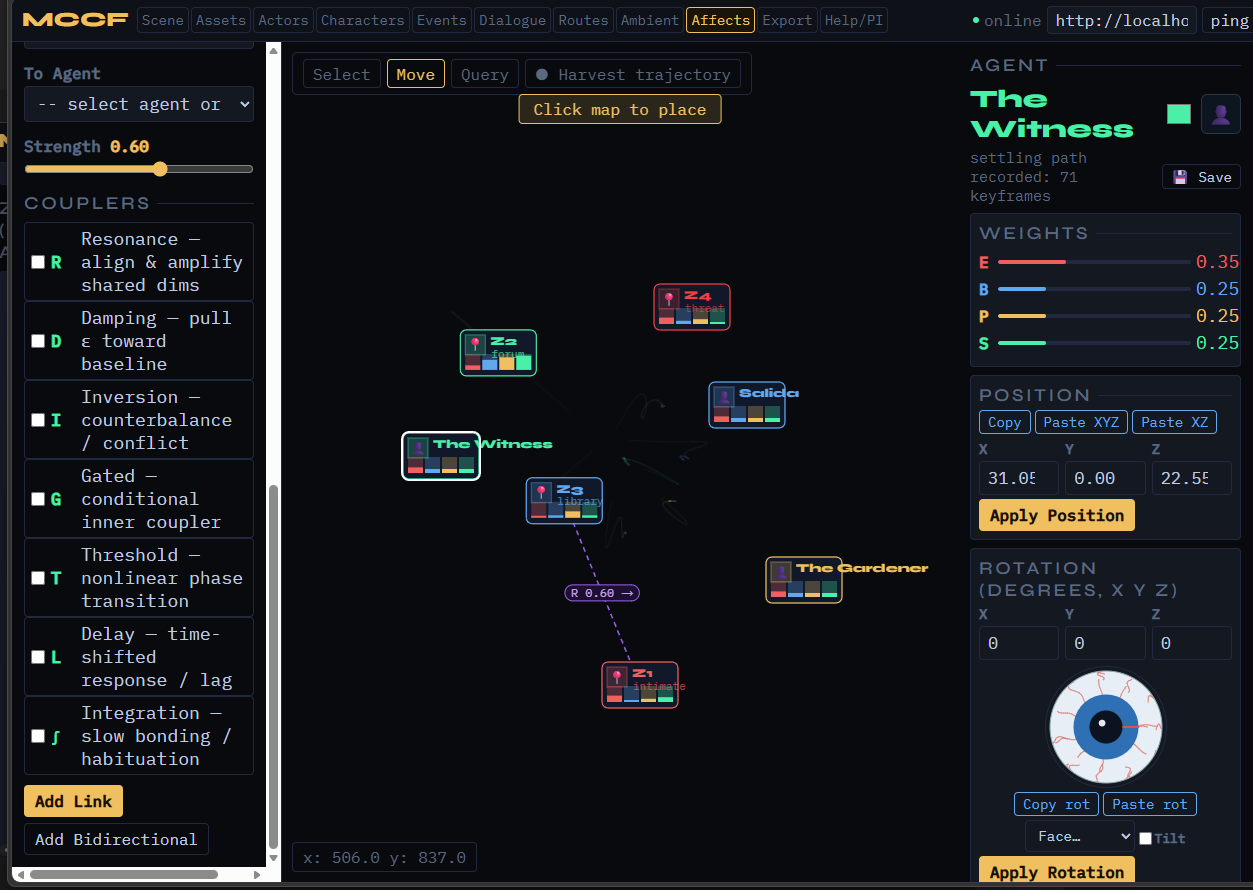 MCCF Scene Assets Actors Characters Events Dialogue Routes Ambient Affects Export Help/PI online http://localho ping
To Agent
-- select agent or
Strength 0.60
COUPLERS
R Resonance —
align & amplify
shared dims
D Damping — pull
ε toward
baseline
I Inversion —
counterbalance
/ conflict
G Gated —
conditional
inner coupler
T Threshold —
nonlinear phase
transition
L Delay — time-
shifted
response / lag
∫ Integration —
slow bonding /
habituation
Add Link
Add Bidirectional
Select Move Query Harvest trajectory
Click map to place
Z4
threat
Z2
forum
Salida
The Witness
Z3
library
The Gardener
R 0.60 →
Z1
intimate
x: 506.0 y: 837.0
AGENT
The
Witness
settling path
recorded: 71
keyframes
Save
WEIGHTS
E 0.35
B 0.25
P 0.25
S 0.25
POSITION
Copy Paste XYZ Paste XZ
X Y Z
31.05 0.00 22.55
Apply Position
ROTATION
(DEGREES, X Y Z)
X Y Z
0 0 0
Copy rot Paste rot
Face… Tilt
Apply Rotation